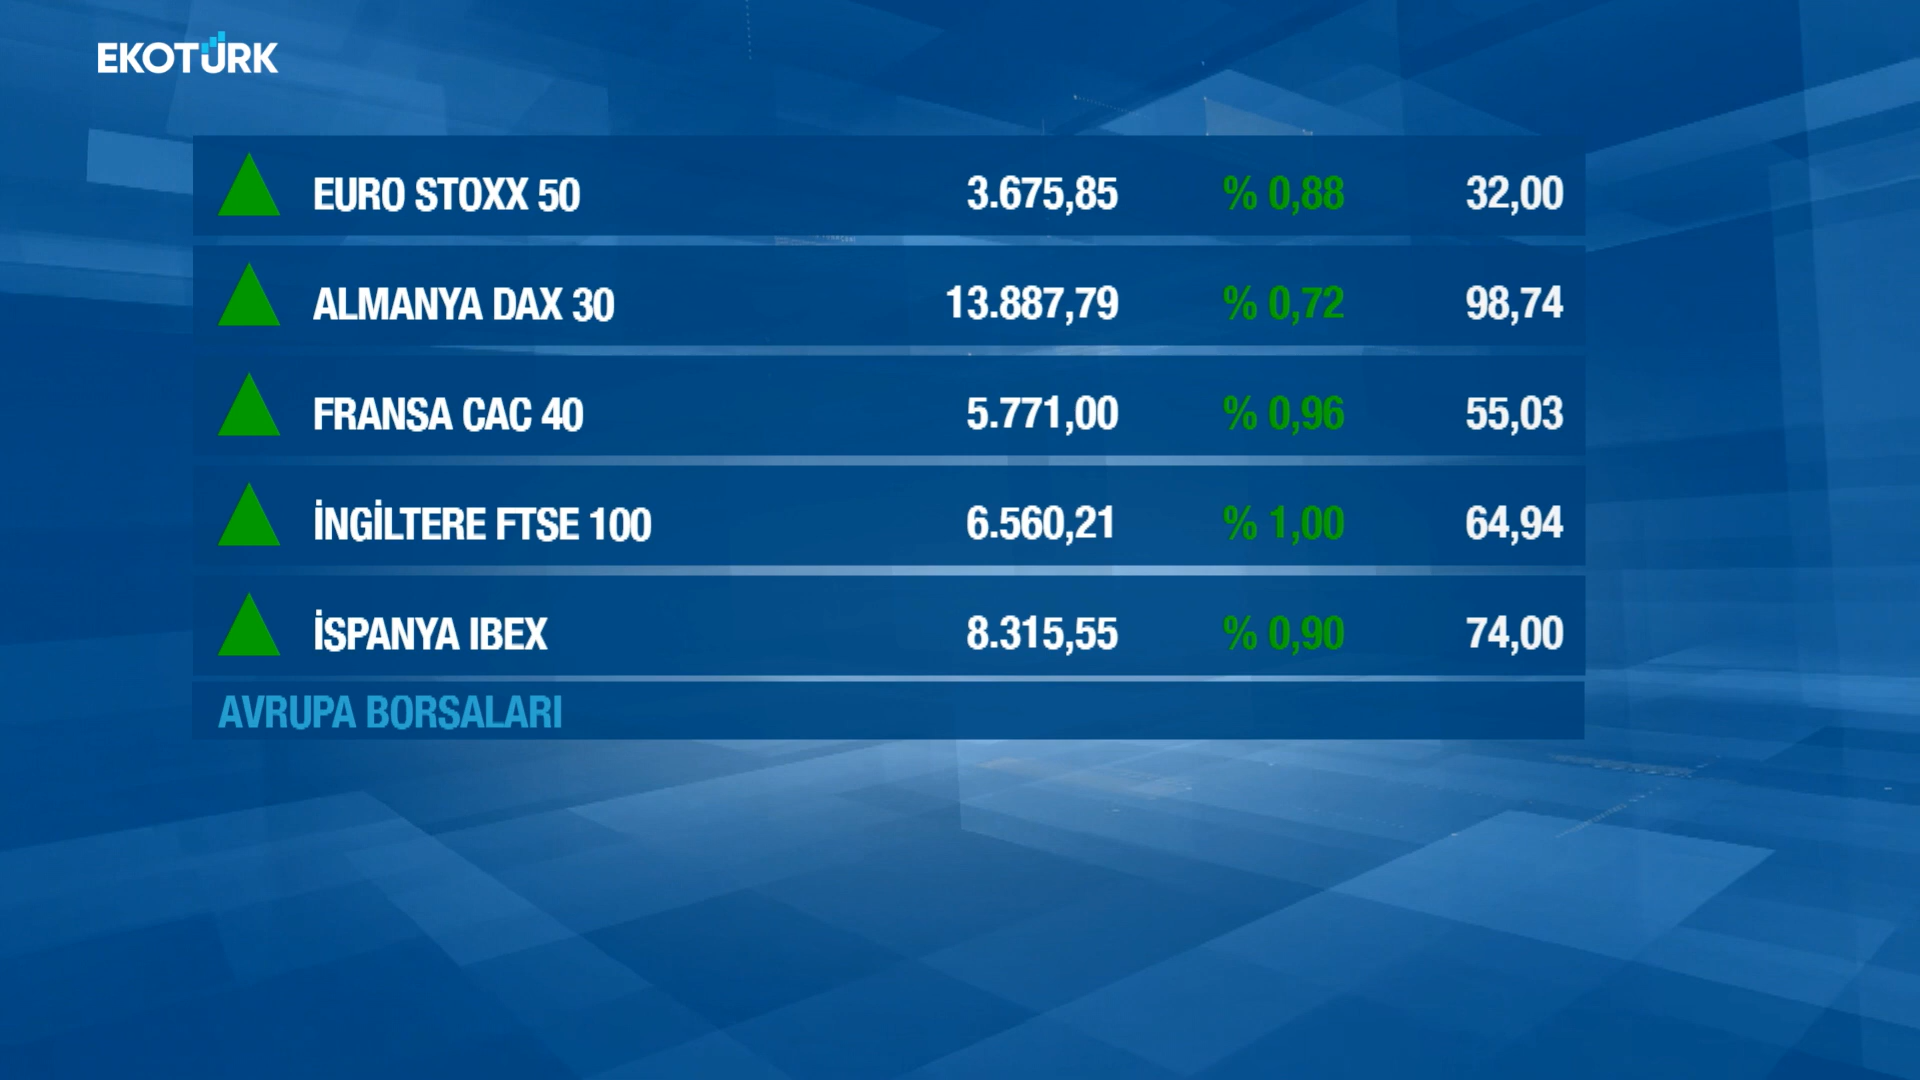 EKOTÜRK
EURO STOXX 50 3.675,85 % 0,88 32,00
ALMANYA DAX 30 13.887,79 % 0,72 98,74
FRANSA CAC 40 5.771,00 % 0,96 55,03
İNGİLTERE FTSE 100 6.560,21 % 1,00 64,94
İSPANYA IBEX 8.315,55 % 0,90 74,00
AVRUPA BORSALARI